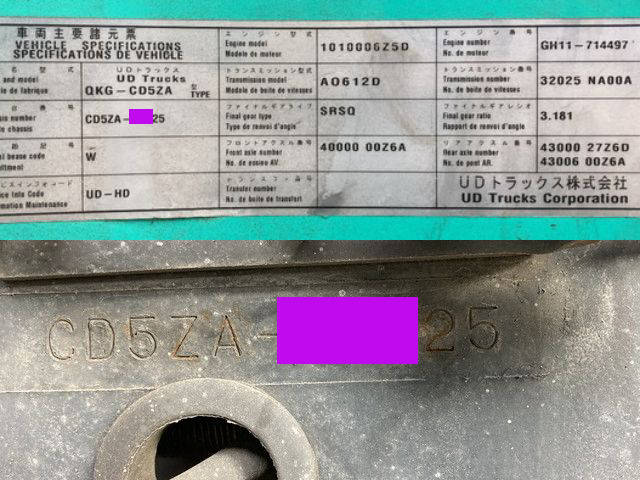 車両主要諸元票
VEHICLE SPECIFICATIONS
SPECIFICATIONS DE VEHICLE
UDトラックス
UD Trucks
and model
de fabrique
QKG-CD5ZA
型式
TYPE
chassis
CD5ZA- 25
W
UD-HD
エンジン型式
Engine model
Modele de moteur
1010006Z5D
トランスミッション型式
Transmission model
Modele de boite de vitesses
AO612D
ファイナルギアタイプ
Final gear type
Type de renvoi d'angle
SRSQ
フロントアクスル番号
Front axle number
No. de essieu AV.
40000 00Z6A
トランスファ番号
Transfer number
No. de boite de transfert
エンジン番号
Engine number
No. de moteur
GH11-714497
トランスミッション番号
Transmission number
No. de boite de vitesses
32025 NA00A
ファイナルギアレシオ
Final gear ratio
Rapport de renvoi d'angle
3.181
リアアクスル番号
Rear axle number
No. de pont AR.
43000 27Z6D
43006 00Z6A
UDトラックス株式会社
UD Trucks Corporation
CD5ZA- 25